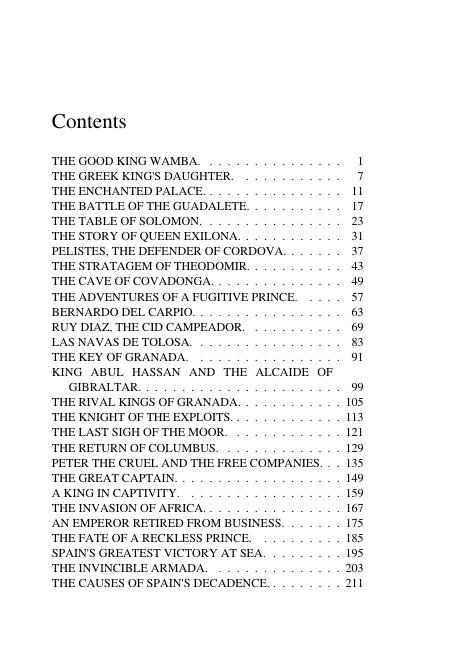 Contents
THE GOOD KING WAMBA. . . . . . . . . . . . . . . . 1
THE GREEK KING'S DAUGHTER. . . . . . . . . . . . 7
THE ENCHANTED PALACE. . . . . . . . . . . . . . . 11
THE BATTLE OF THE GUADALETE. . . . . . . . . . 17
THE TABLE OF SOLOMON. . . . . . . . . . . . . . . 23
THE STORY OF QUEEN EXILONA. . . . . . . . . . . 31
PELISTES, THE DEFENDER OF CORDOVA. . . . . . 37
THE STRATAGEM OF THEODOMIR. . . . . . . . . . 43
THE CAVE OF COVADONGA. . . . . . . . . . . . . . 49
THE ADVENTURES OF A FUGITIVE PRINCE. . . . . 57
BERNARDO DEL CARPIO. . . . . . . . . . . . . . . . 63
RUY DIAZ, THE CID CAMPEADOR. . . . . . . . . . 69
LAS NAVAS DE TOLOSA. . . . . . . . . . . . . . . . 83
THE KEY OF GRANADA. . . . . . . . . . . . . . . . 91
KING ABUL HASSAN AND THE ALCAIDE OF
GIBRALTAR. . . . . . . . . . . . . . . . . . . . . . 99
THE RIVAL KINGS OF GRANADA. . . . . . . . . . . 105
THE KNIGHT OF THE EXPLOITS. . . . . . . . . . . . 113
THE LAST SIGH OF THE MOOR. . . . . . . . . . . . 121
THE RETURN OF COLUMBUS. . . . . . . . . . . . . 129
PETER THE CRUEL AND THE FREE COMPANIES. . . 135
THE GREAT CAPTAIN. . . . . . . . . . . . . . . . . 149
A KING IN CAPTIVITY. . . . . . . . . . . . . . . . 159
THE INVASION OF AFRICA. . . . . . . . . . . . . . 167
AN EMPEROR RETIRED FROM BUSINESS. . . . . . 175
THE FATE OF A RECKLESS PRINCE. . . . . . . . . 185
SPAIN'S GREATEST VICTORY AT SEA. . . . . . . . 195
THE INVINCIBLE ARMADA. . . . . . . . . . . . . . 203
THE CAUSES OF SPAIN'S DECADENCE. . . . . . . . 211